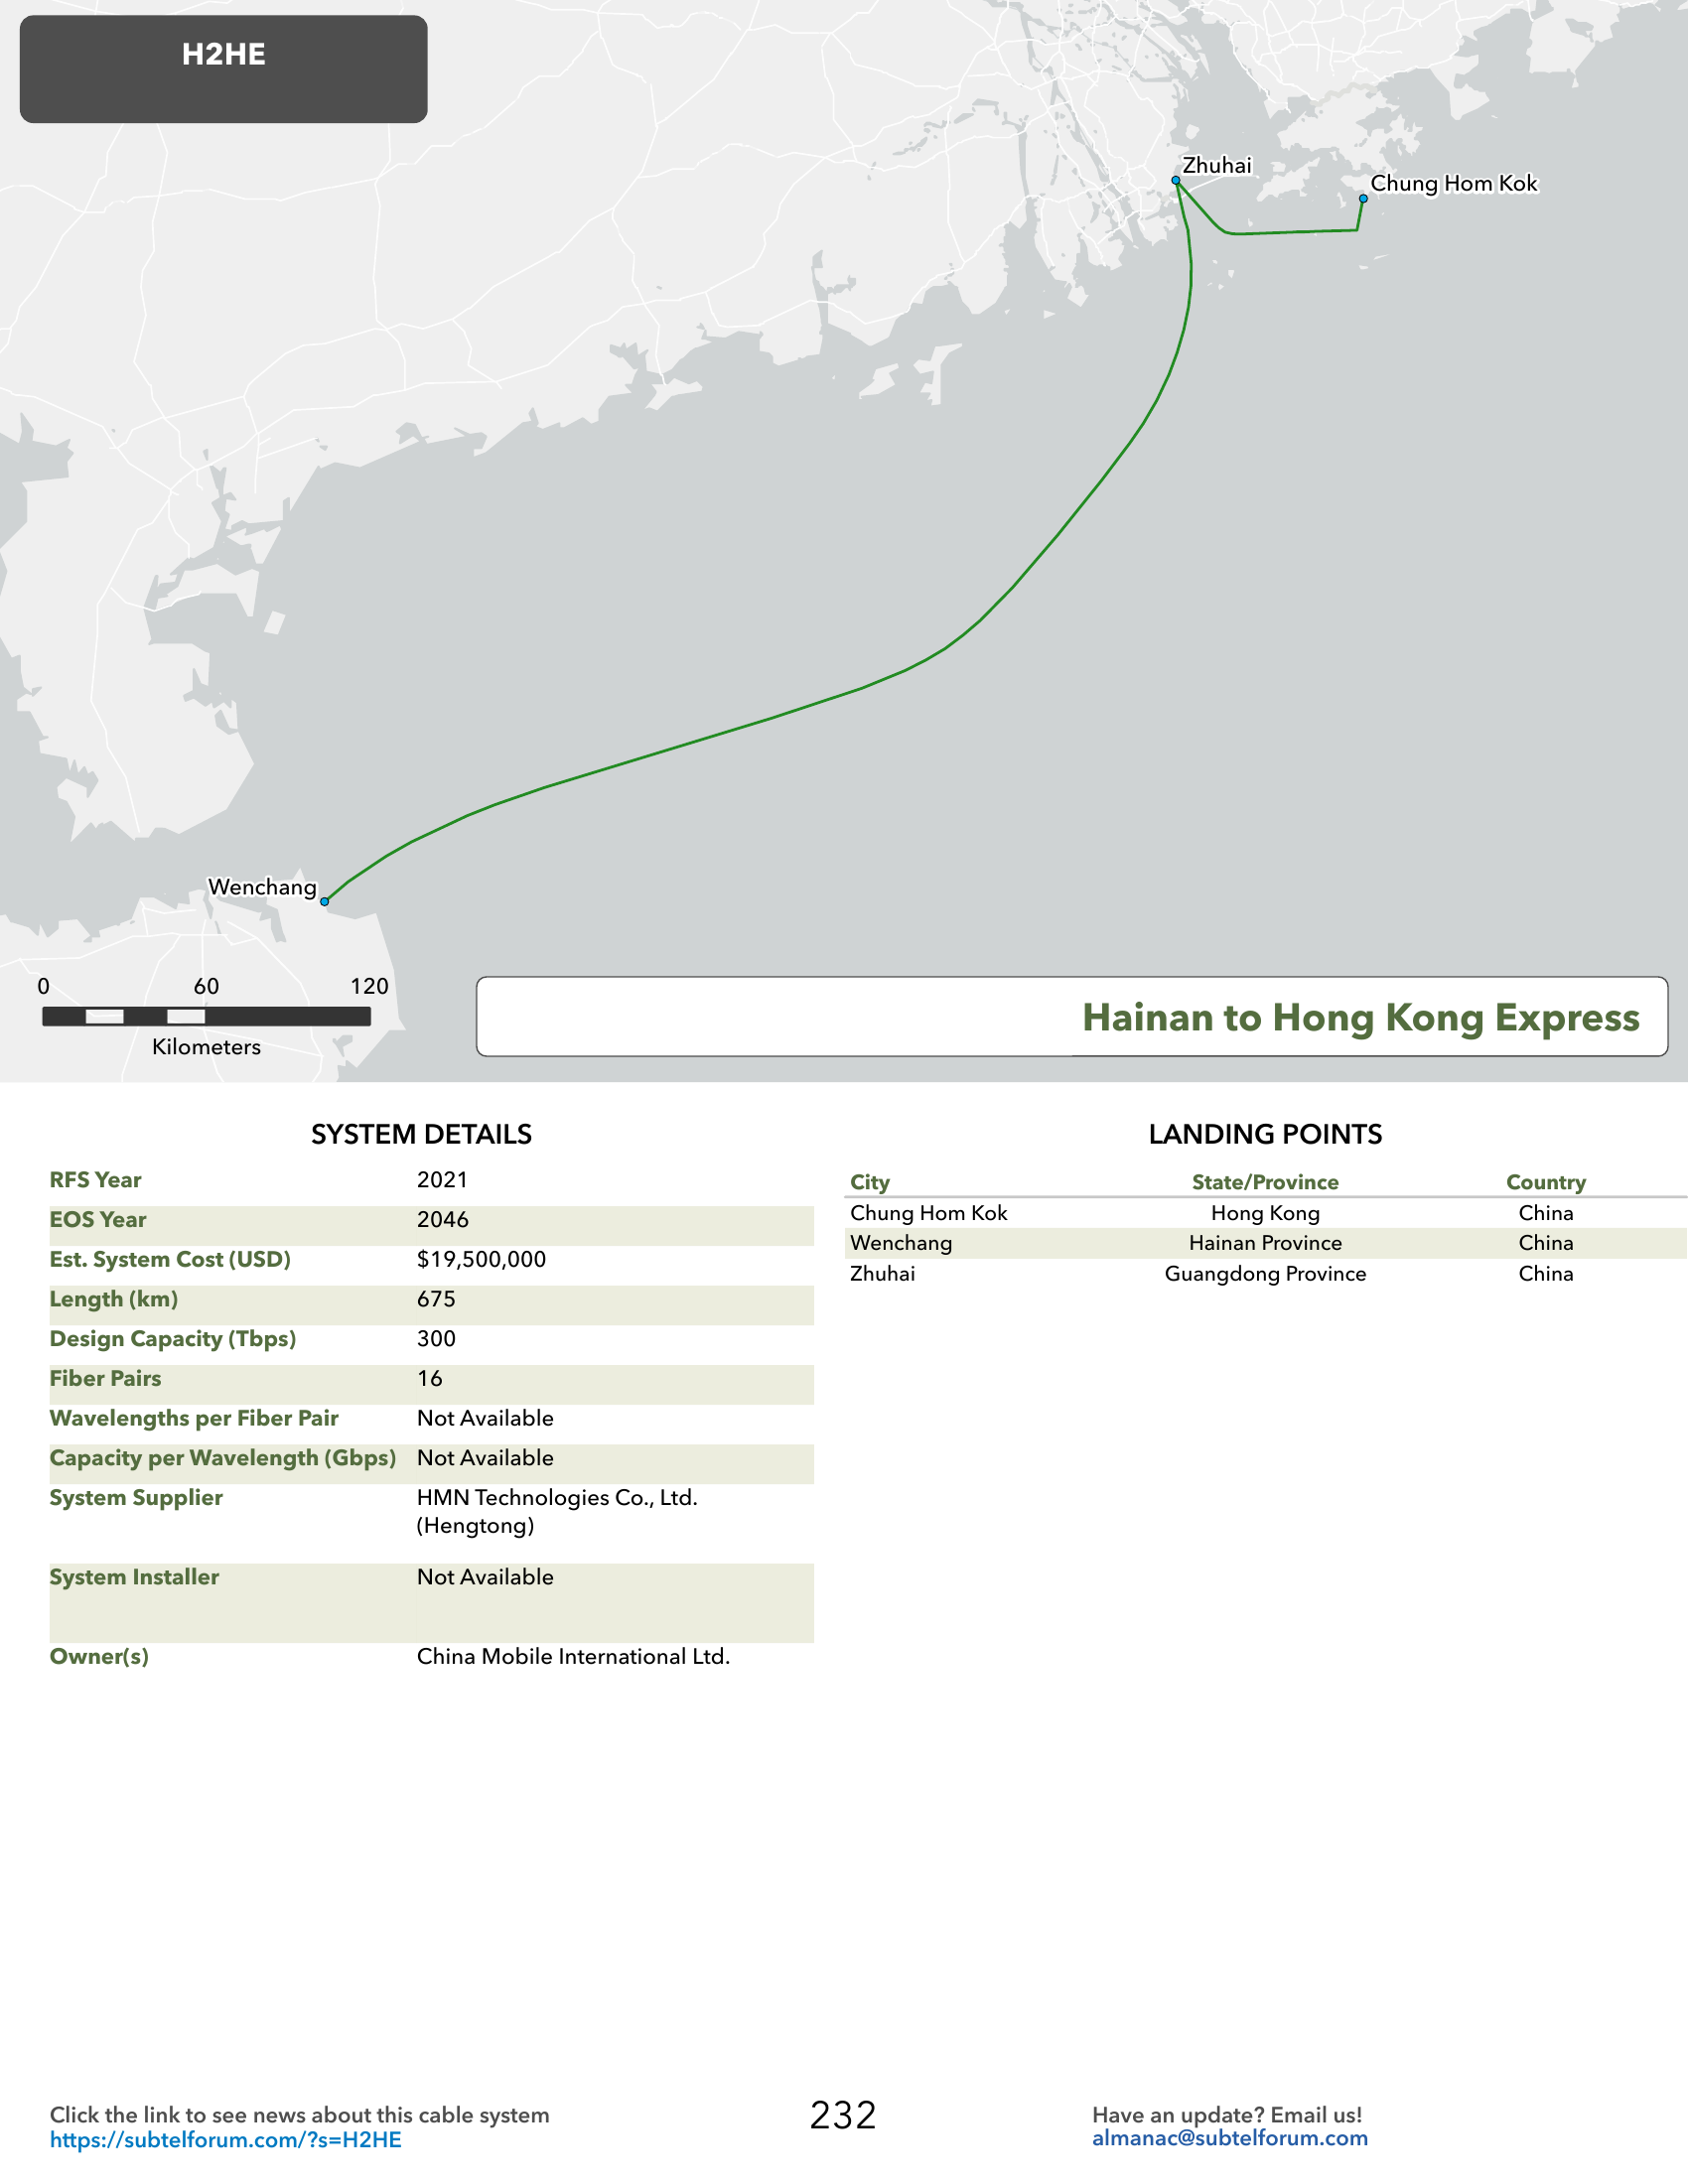 H2HE
Zhuhai
Chung Hom Kok
Wenchang
0 60 120
Kilometers
Hainan to Hong Kong Express
SYSTEM DETAILS
RFS Year 2021
EOS Year 2046
Est. System Cost (USD) $19,500,000
Length (km) 675
Design Capacity (Tbps) 300
Fiber Pairs 16
Wavelengths per Fiber Pair Not Available
Capacity per Wavelength (Gbps) Not Available
System Supplier HMN Technologies Co., Ltd.
(Hengtong)
System Installer Not Available
Owner(s) China Mobile International Ltd.
LANDING POINTS
City State/Province Country
Chung Hom Kok Hong Kong China
Wenchang Hainan Province China
Zhuhai Guangdong Province China
Click the link to see news about this cable system
https://subtelforum.com/?s=H2HE
232
Have an update? Email us!
almanac@subtelforum.com